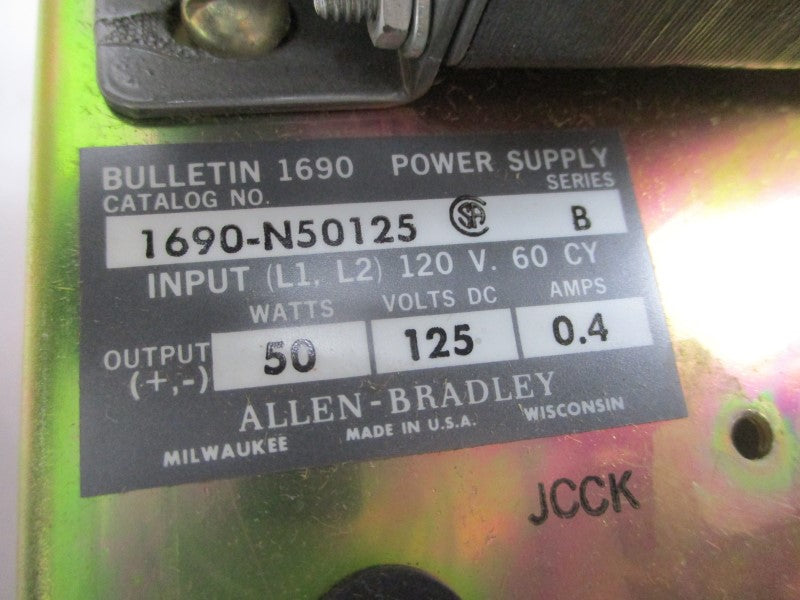 BULLETIN 1690 POWER SUPPLY
CATALOG NO. SERIES
1690-N50125 SA B
INPUT (L1, L2) 120 V. 60 CY
WATTS VOLTS DC AMPS
OUTPUT 50 125 0.4
(+,-)
ALLEN-BRADLEY
MILWAUKEE MADE IN U.S.A. WISCONSIN
JCCK